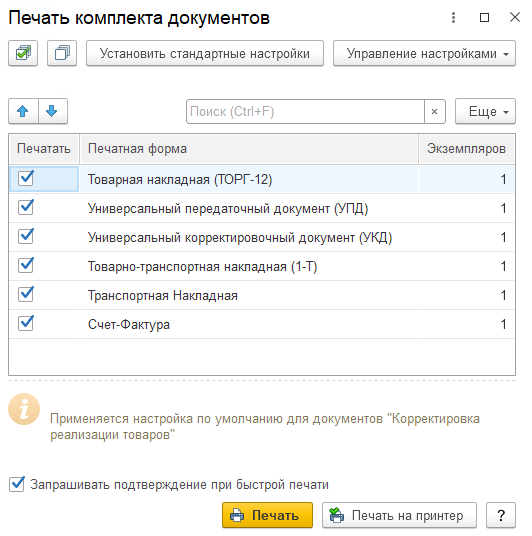 Печать комплекта документов
Установить стандартные настройки Управление настройками
Поиск (Ctrl+F) × Еще
Печатать Печатная форма Экземпляров
Товарная накладная (ТОРГ-12) 1
Универсальный передаточный документ (УПД) 1
Универсальный корректировочный документ (УКД) 1
Товарно-транспортная накладная (1-Т) 1
Транспортная Накладная 1
Счет-Фактура 1
Применяется настройка по умолчанию для документов "Корректировка
реализации товаров"
Запрашивать подтверждение при быстрой печати
Печать Печать на принтер ?